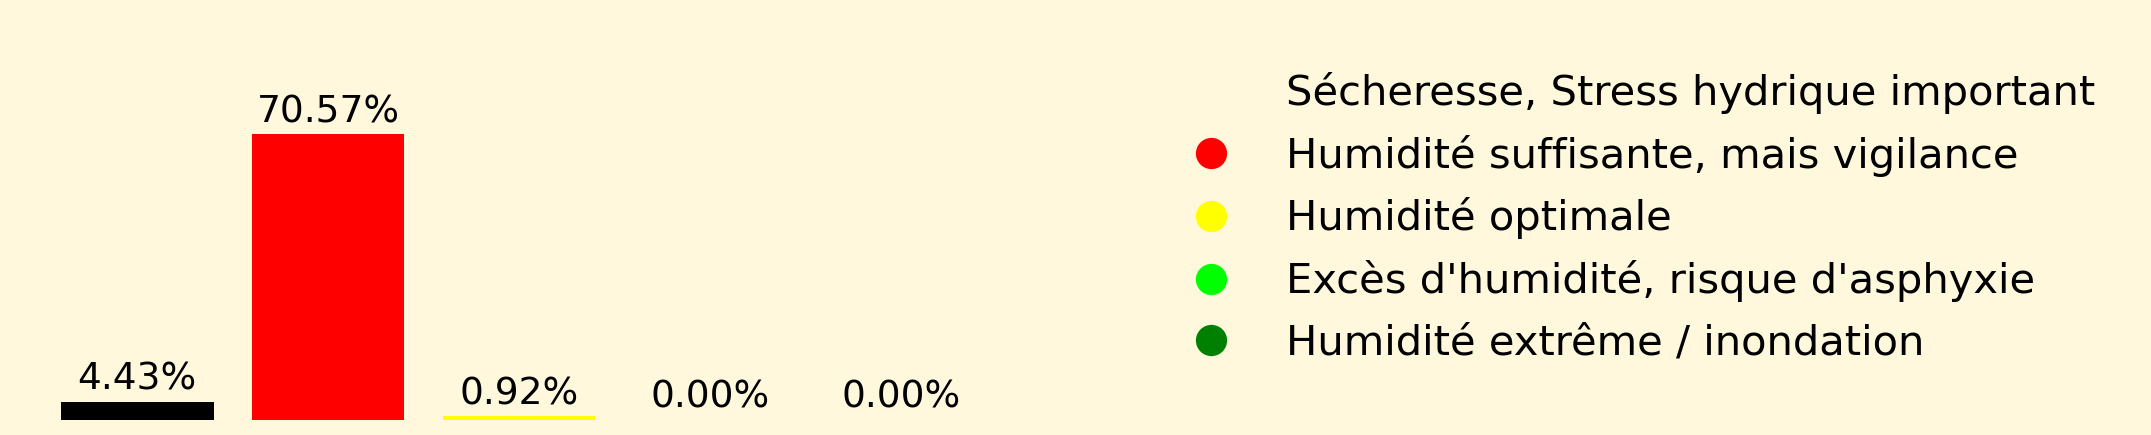 70.57%
4.43%
0.92%
0.00%
0.00%
Sécheresse, Stress hydrique important
Humidité suffisante, mais vigilance
Humidité optimale
Excès d'humidité, risque d'asphyxie
Humidité extrême / inondation